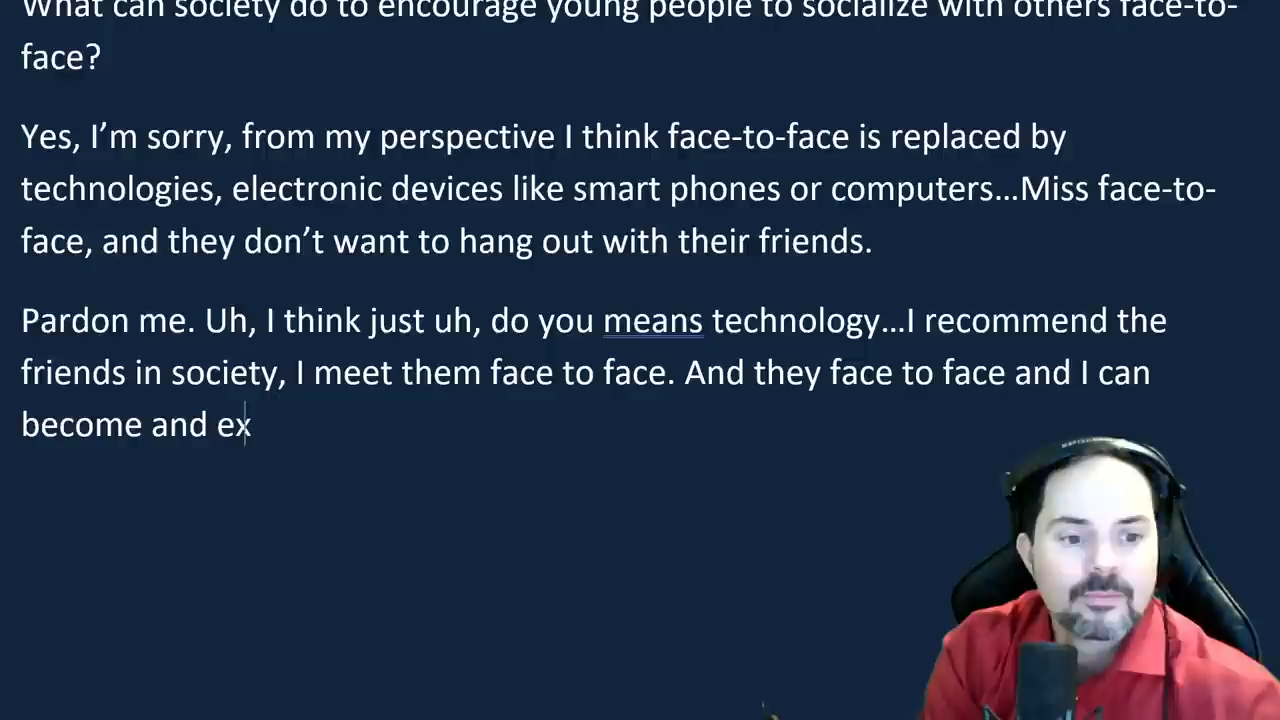 What can society do to encourage young people to socialize with others face-to-
face?
Yes, I’m sorry, from my perspective I think face-to-face is replaced by
technologies, electronic devices like smart phones or computers…Miss face-to-
face, and they don’t want to hang out with their friends.
Pardon me. Uh, I think just uh, do you means technology…I recommend the
friends in society, I meet them face to face. And they face to face and I can
become and ex